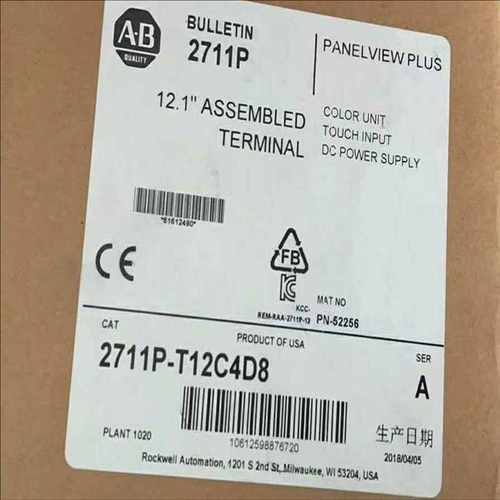 A-B
QUALITY
BULLETIN
2711P
PANELVIEW PLUS
12.1" ASSEMBLED
TERMINAL
COLOR UNIT
TOUCH INPUT
DC POWER SUPPLY
*61612490*
CE
FB
KC
KCC-
REM-RAA-2711P-12
MAT NO
PN-52256
CAT
PRODUCT OF USA
SER
2711P-T12C4D8
A
PLANT 1020
10612598876720
生产日期
2018/04/05
Rockwell Automation, 1201 S 2nd St,.Milwaukee, WI 53204, USA